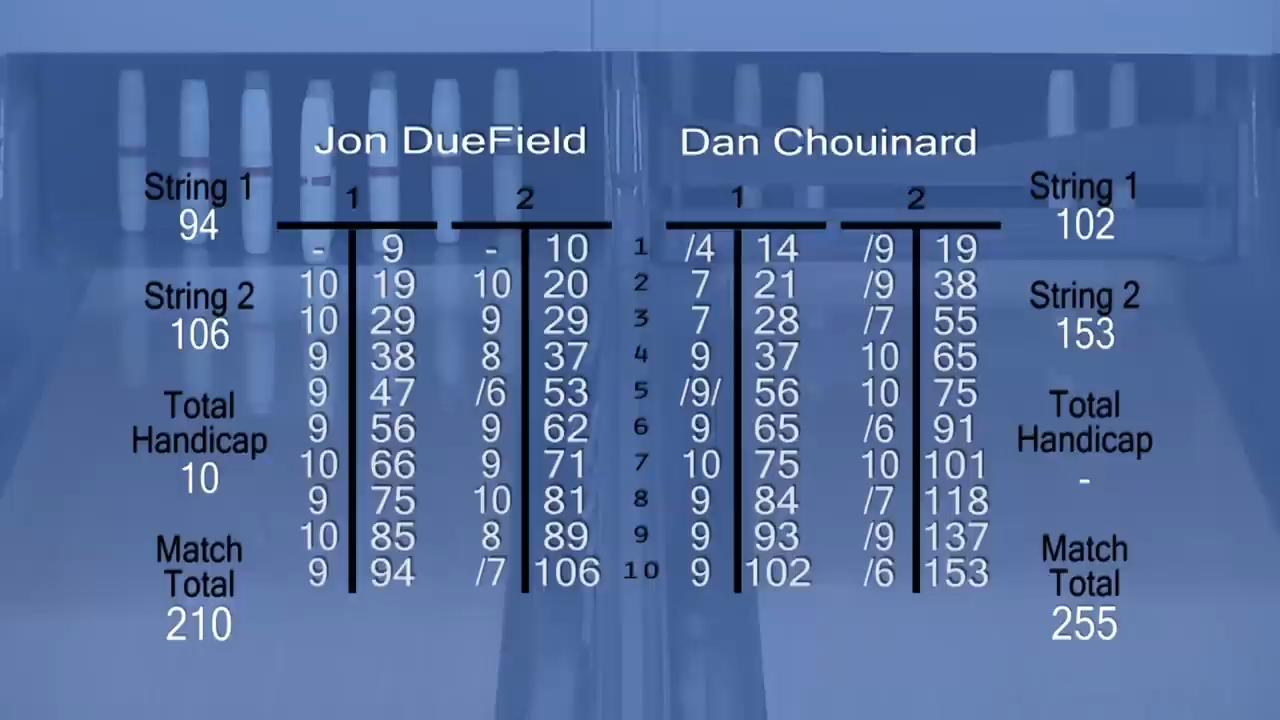 Jon DueField Dan Chouinard
String 1 1 2 1 2 String 1
94 102
- 9 - 10 1 /4 14 /9 19
10 19 10 20 2 7 21 /9 38
String 2 String 2
10 29 9 29 3 7 28 /7 55
106 153
9 38 8 37 4 9 37 10 65
9 47 /6 53 5 /9/ 56 10 75
Total Total
9 56 9 62 6 9 65 /6 91
Handicap Handicap
10 66 9 71 7 10 75 10 101
10 -
9 75 10 81 8 9 84 /7 118
10 85 8 89 9 9 93 /9 137
Match Match
9 94 /7 106 10 9 102 /6 153
Total Total
210 255